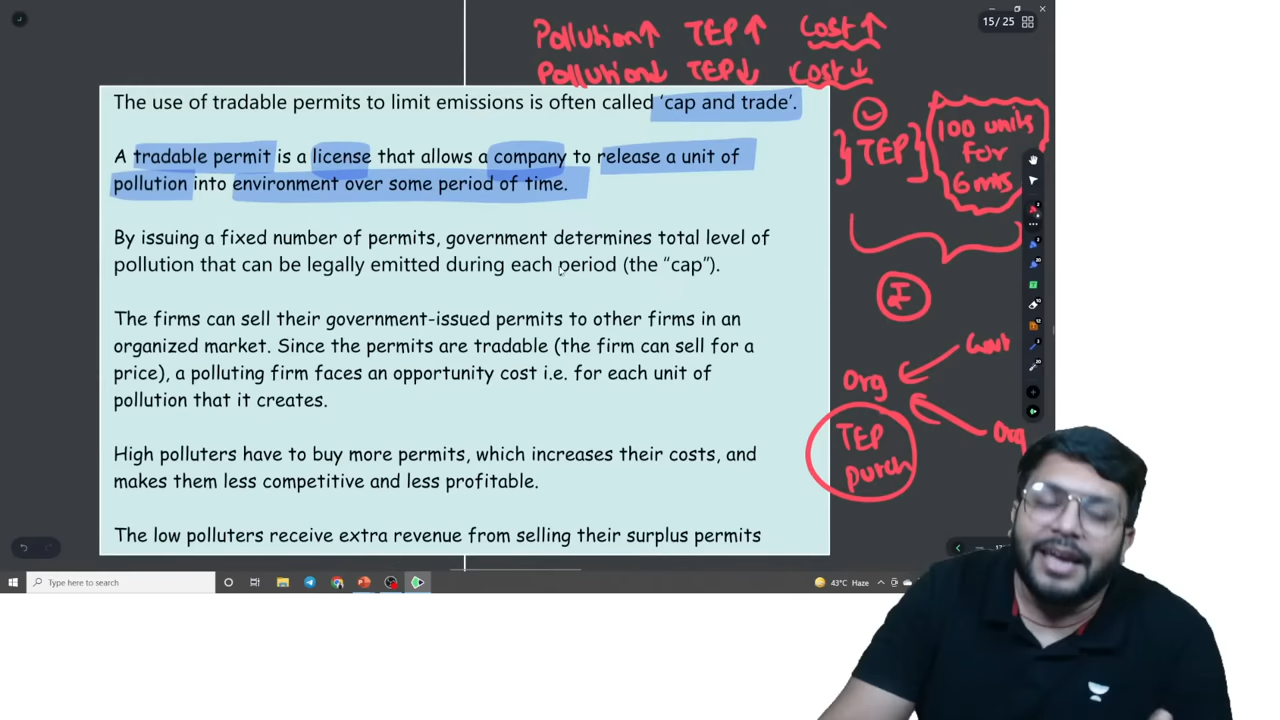 15 / 25
Pollution↑ TEP↑ Cost↑
Pollution↓ TEP↓ Cost↓
The use of tradable permits to limit emissions is often called ‘cap and trade’.
A tradable permit is a license that allows a company to release a unit of
pollution into environment over some period of time.
By issuing a fixed number of permits, government determines total level of
pollution that can be legally emitted during each period (the “cap”).
The firms can sell their government-issued permits to other firms in an
organized market. Since the permits are tradable (the firm can sell for a
price), a polluting firm faces an opportunity cost i.e. for each unit of
pollution that it creates.
High polluters have to buy more permits, which increases their costs, and
makes them less competitive and less profitable.
The low polluters receive extra revenue from selling their surplus permits
} TEP }
100 units
for
6 mts
I
Govt
Org
Org
TEP
purch
Type here to search
43°C Haze